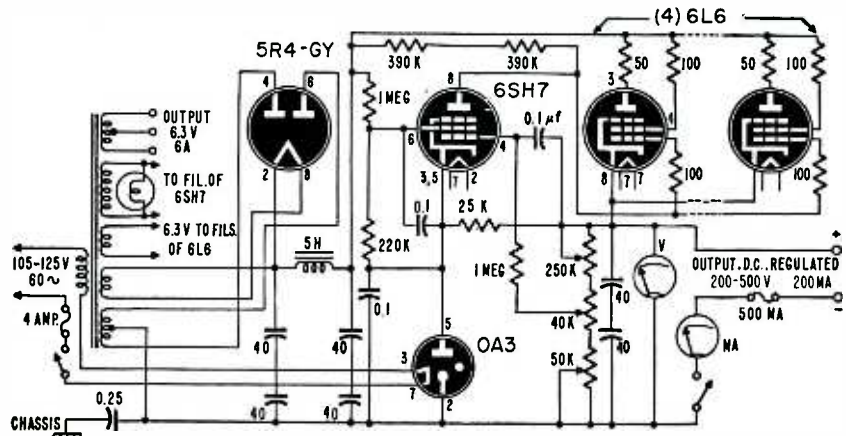 (4) 6L6
5R4-GY
390 K
390K
50
100
50
100
4
6
1 MEG
8
6SH7
3
0.1 µf
OUTPUT
6.3 V
6A
6
4
4
TO FIL. OF
6SH7
2
8
3,5
7
2
8
7
7
100
100
0.1
25 K
6.3 V TO FILS.
OF 6L6
5H
220K
V
+
105-125V
60~
1 MEG
250K
OUTPUT. D.C., REGULATED
200-500 V
200MA
40
0.1
500 MA
-
4 AMP.
40K
5
40
40
OA3
40
50K
MA
3
7
0.25
40
40
2
CHASSIS